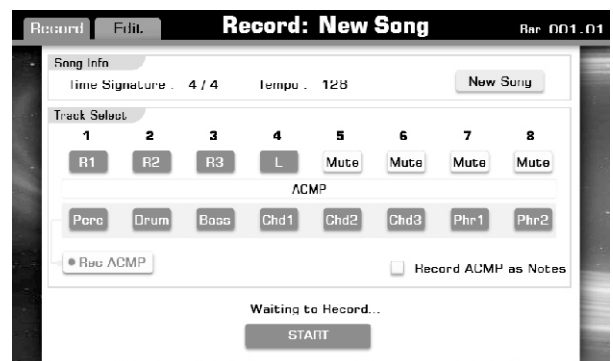 Record Edit. Record: New Song Bar 001.01
Song Info
Time Signature : 4 / 4 Tempo : 128 New Song
Track Select
1 2 3 4 5 6 7 8
R1 R2 R3 L Mute Mute Mute Mute
ACMP
Perc Drum Bass Chd1 Chd2 Chd3 Phr1 Phr2
Rec ACMP Record ACMP as Notes
Waiting to Record...
START